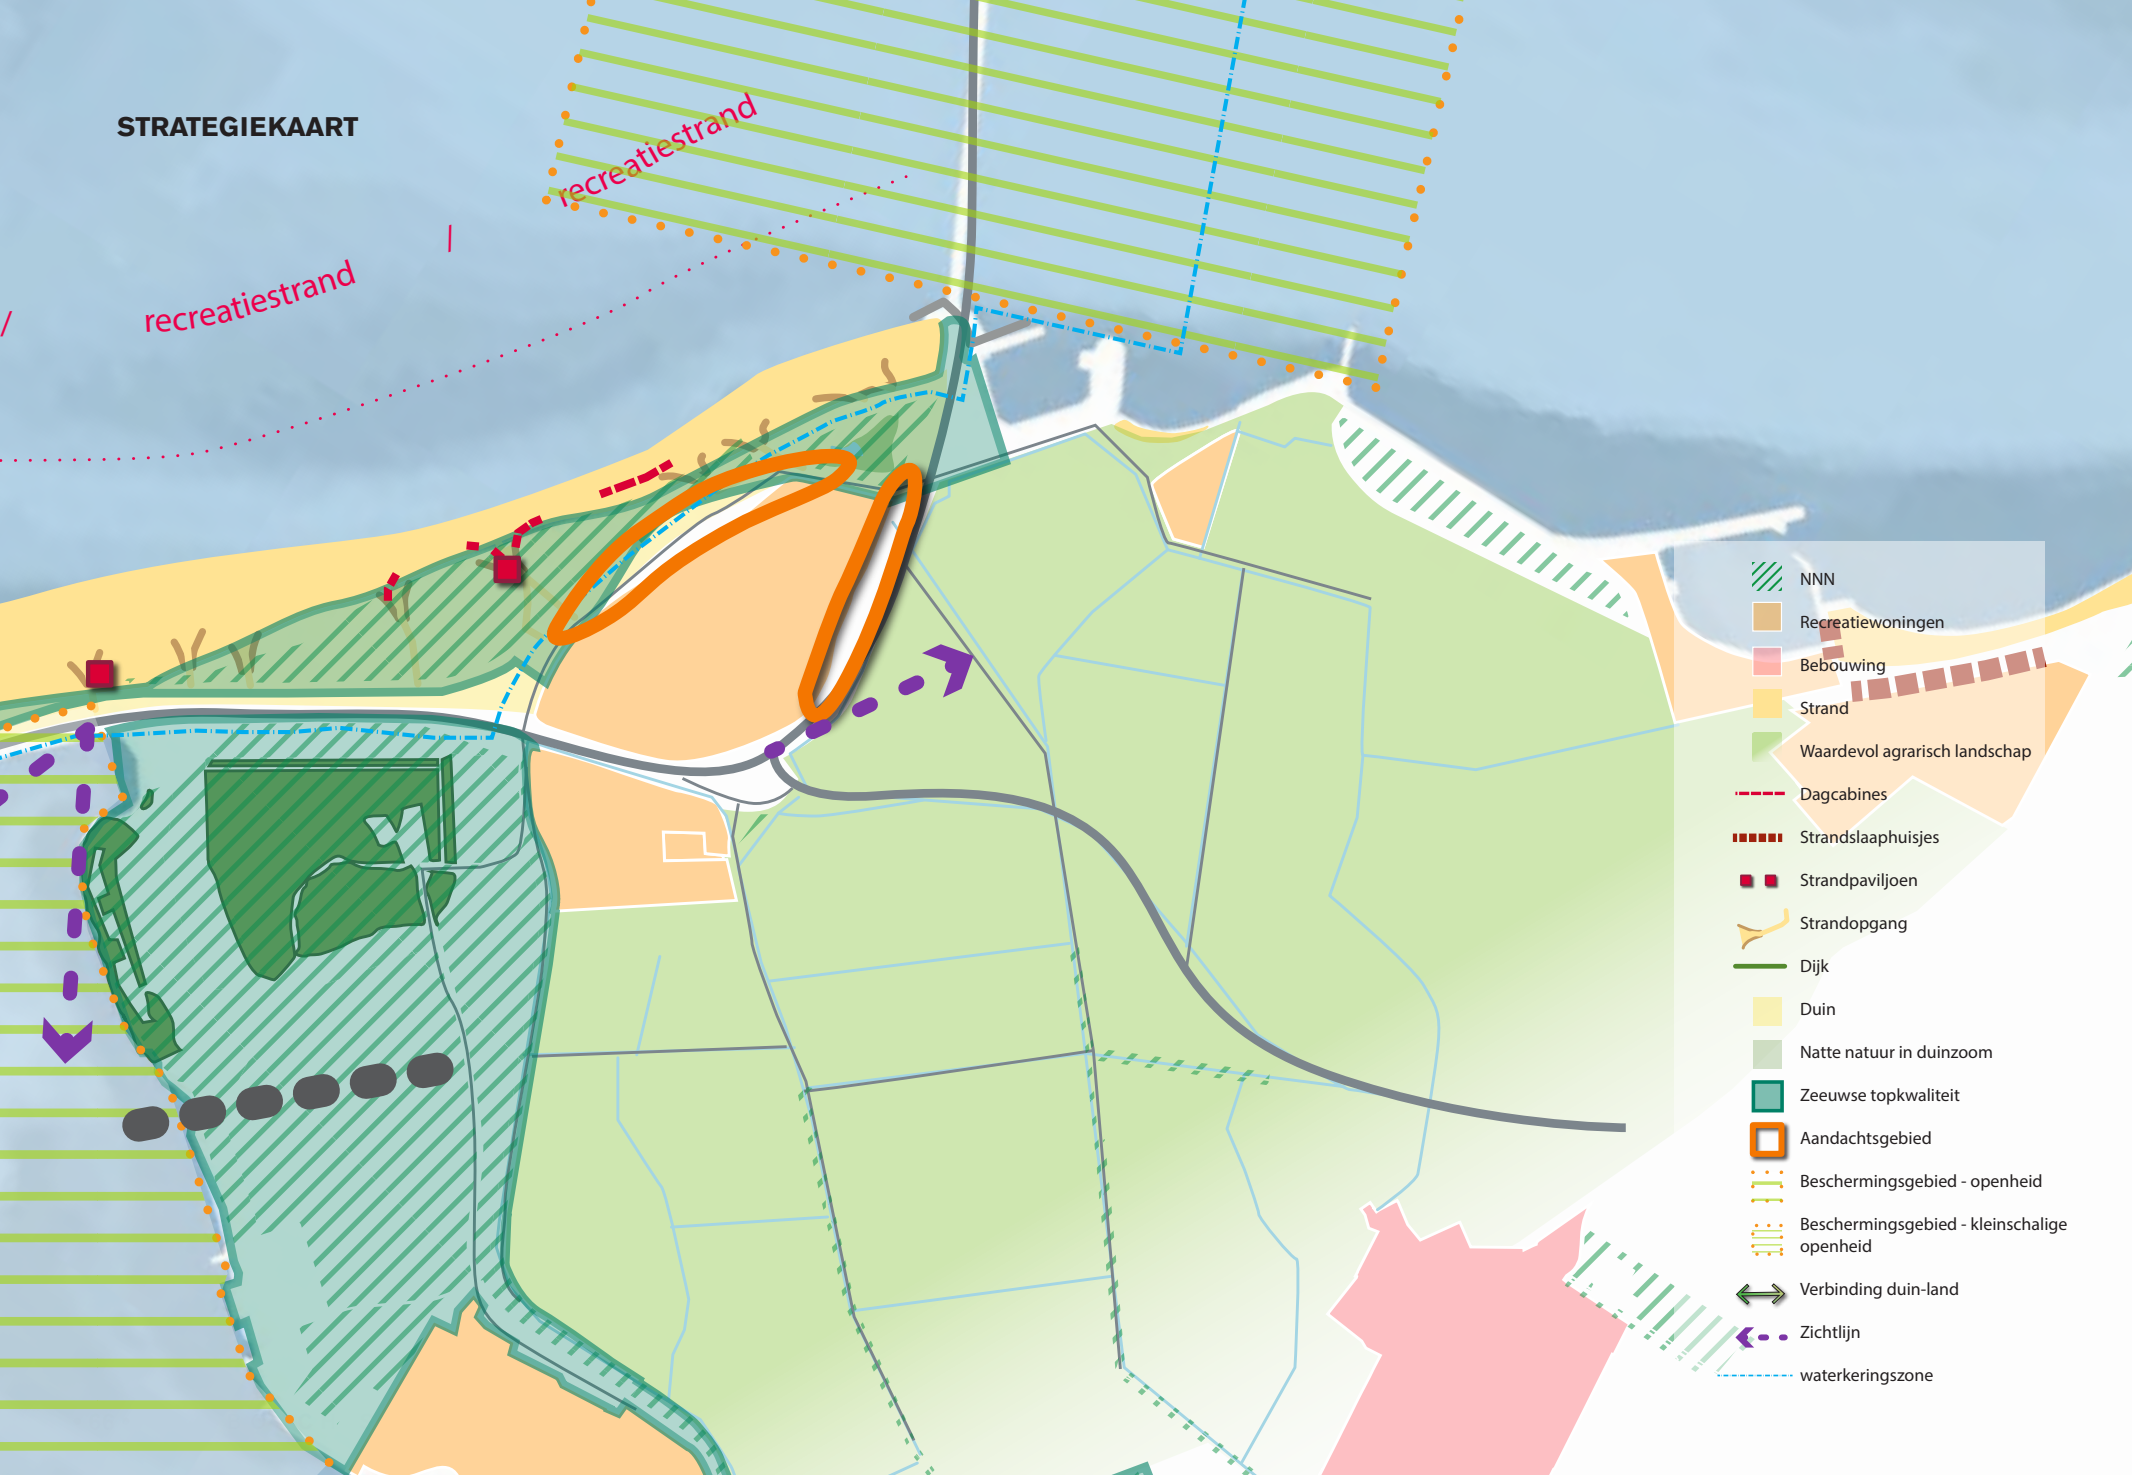 STRATEGIEKAART
recreatiestrand
recreatiestrand
NNN
Recreatiewoningen
Bebouwing
Strand
Waardevol agrarisch landschap
Dagcabines
Strandslaaphuisjes
Strandpaviljoen
Strandopgang
Dijk
Duin
Natte natuur in duinzoom
Zeeuwse topkwaliteit
Aandachtsgebied
Beschermingsgebied - openheid
Beschermingsgebied - kleinschalige
openheid
Verbinding duin-land
Zichtlijn
waterkeringszone